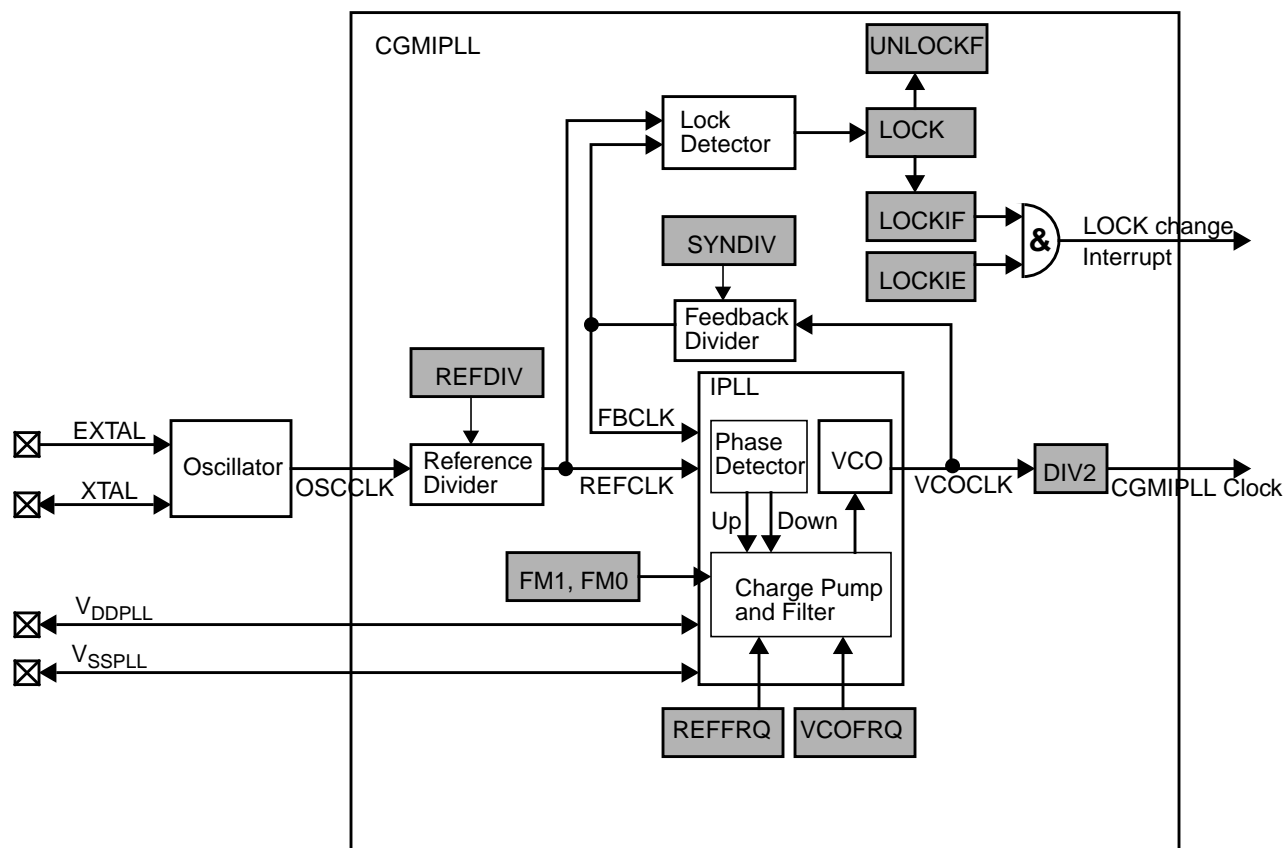 CGMIPLL
UNLOCKF
Lock
Detector
LOCK
LOCKIF
LOCK change
Interrupt
&
LOCKIE
SYNDIV
Feedback
Divider
REFDIV
IPLL
EXTAL
Oscillator
XTAL
OSCCLK
Reference
Divider
FBCLK
REFCLK
Phase
Detector
VCO
VCOCLK
DIV2
CGMIPLL Clock
Up
Down
FM1, FM0
Charge Pump
and Filter
VDDPLL
VSSPLL
REFFRQ
VCOFRQ